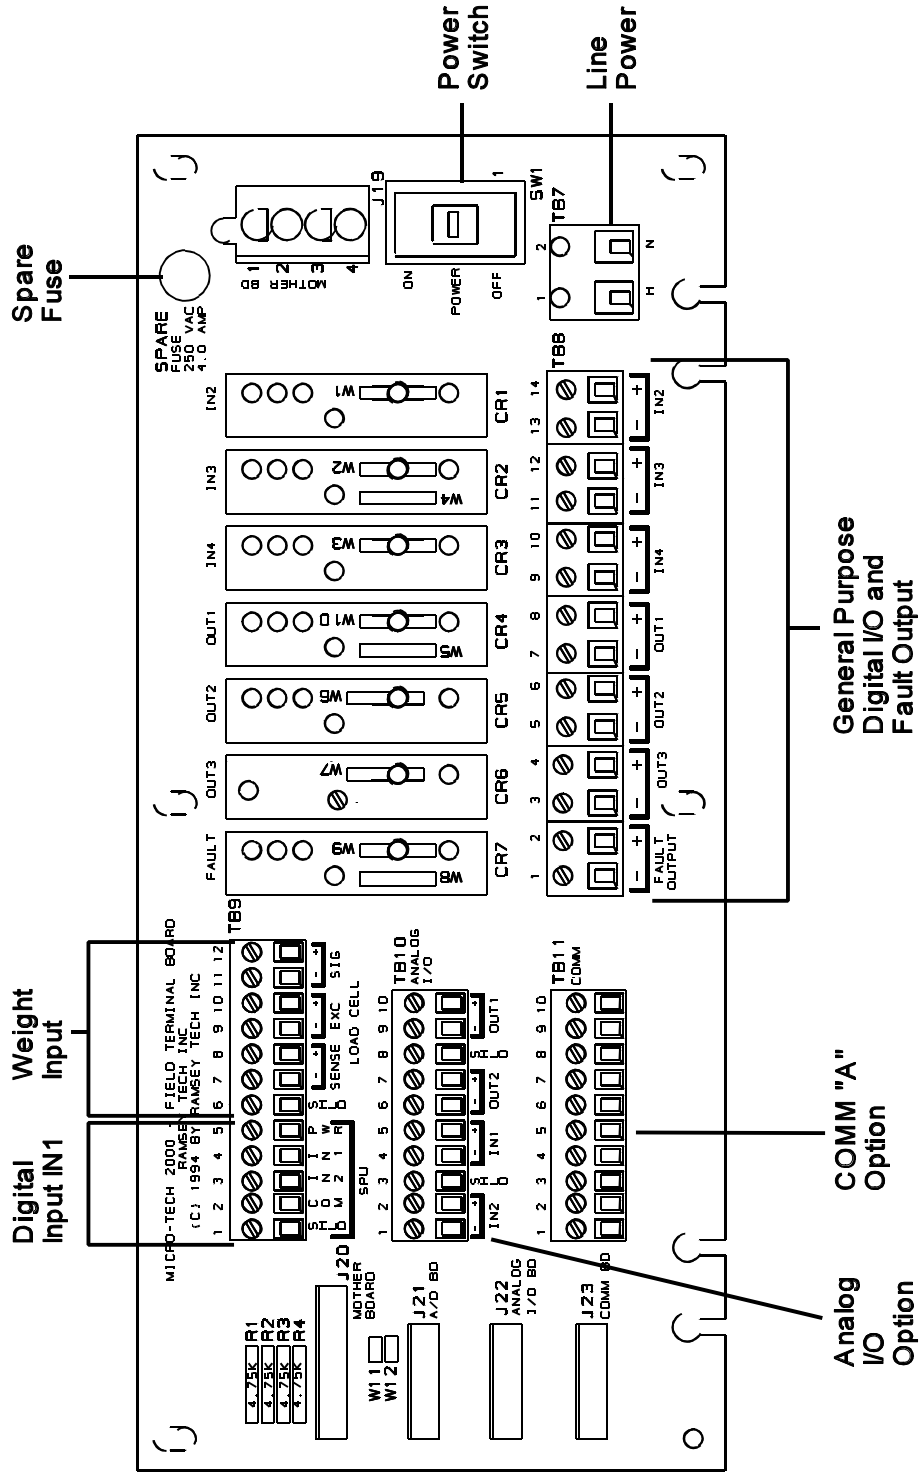 Power
Switch
Line
Power
Spare
Fuse
SPARE
FUSE
250 VAC
4.0 AMP
1
2
3
4
MOTHER BD
J19
ON
POWER
OFF
1
SW1
TB7
1
2
H
N
IN2
W1
CR1
IN3
W2
W4
CR2
IN4
W3
CR3
OUT1
W10
W5
CR4
OUT2
W6
CR5
OUT3
W7
CR6
FAULT
W9
W8
CR7
TB8
14
13
12
11
10
9
8
7
6
5
4
3
2
1
- +
IN2
- +
IN3
- +
IN4
- +
OUT1
- +
OUT2
- +
OUT3
- +
FAULT
OUTPUT
General Purpose
Digital I/O and
Fault Output
Weight
Input
Digital
Input IN1
MICRO-TECH 2000 - FIELD TERMINAL BOARD
RAMSEY TECH INC
(C) 1994 BY RAMSEY TECH INC
TB9
1 2 3 4 5 6 7 8 9 10 11 12
SHLD
COM
IN2
IN1
PWR
SHLD
SPU
- +
SENSE
- +
EXC
- +
SIG
LOAD CELL
TB10
ANALOG
I/O
1 2 3 4 5 6 7 8 9 10
- +
IN2
SHLD
- +
IN1
- +
OUT2
SHLD
- +
OUT1
TB11
COMM
1 2 3 4 5 6 7 8 9 10
COMM "A"
Option
Analog
I/O
Option
4.75K R1
4.75K R2
4.75K R3
4.75K R4
J20
MOTHER
BOARD
W11
W12
J21
A/D BD
J22
ANALOG
I/O BD
J23
COMM BD